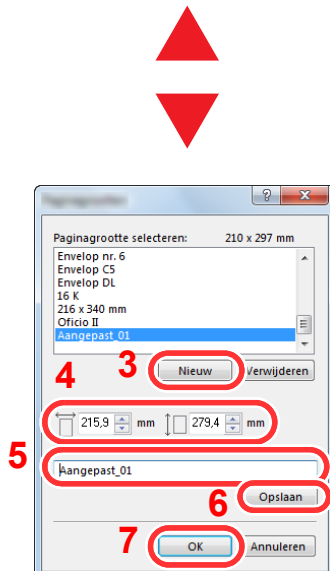 Paginagrootte selecteren: 210 x 297 mm
Envelop nr. 6
Envelop C5
Envelop DL
16 K
216 x 340 mm
Oficio II
Aangepast_01
3 Nieuw Verwijderen
4
215,9 mm 279,4 mm
5
Aangepast_01
6 Opslaan
7 OK Annuleren